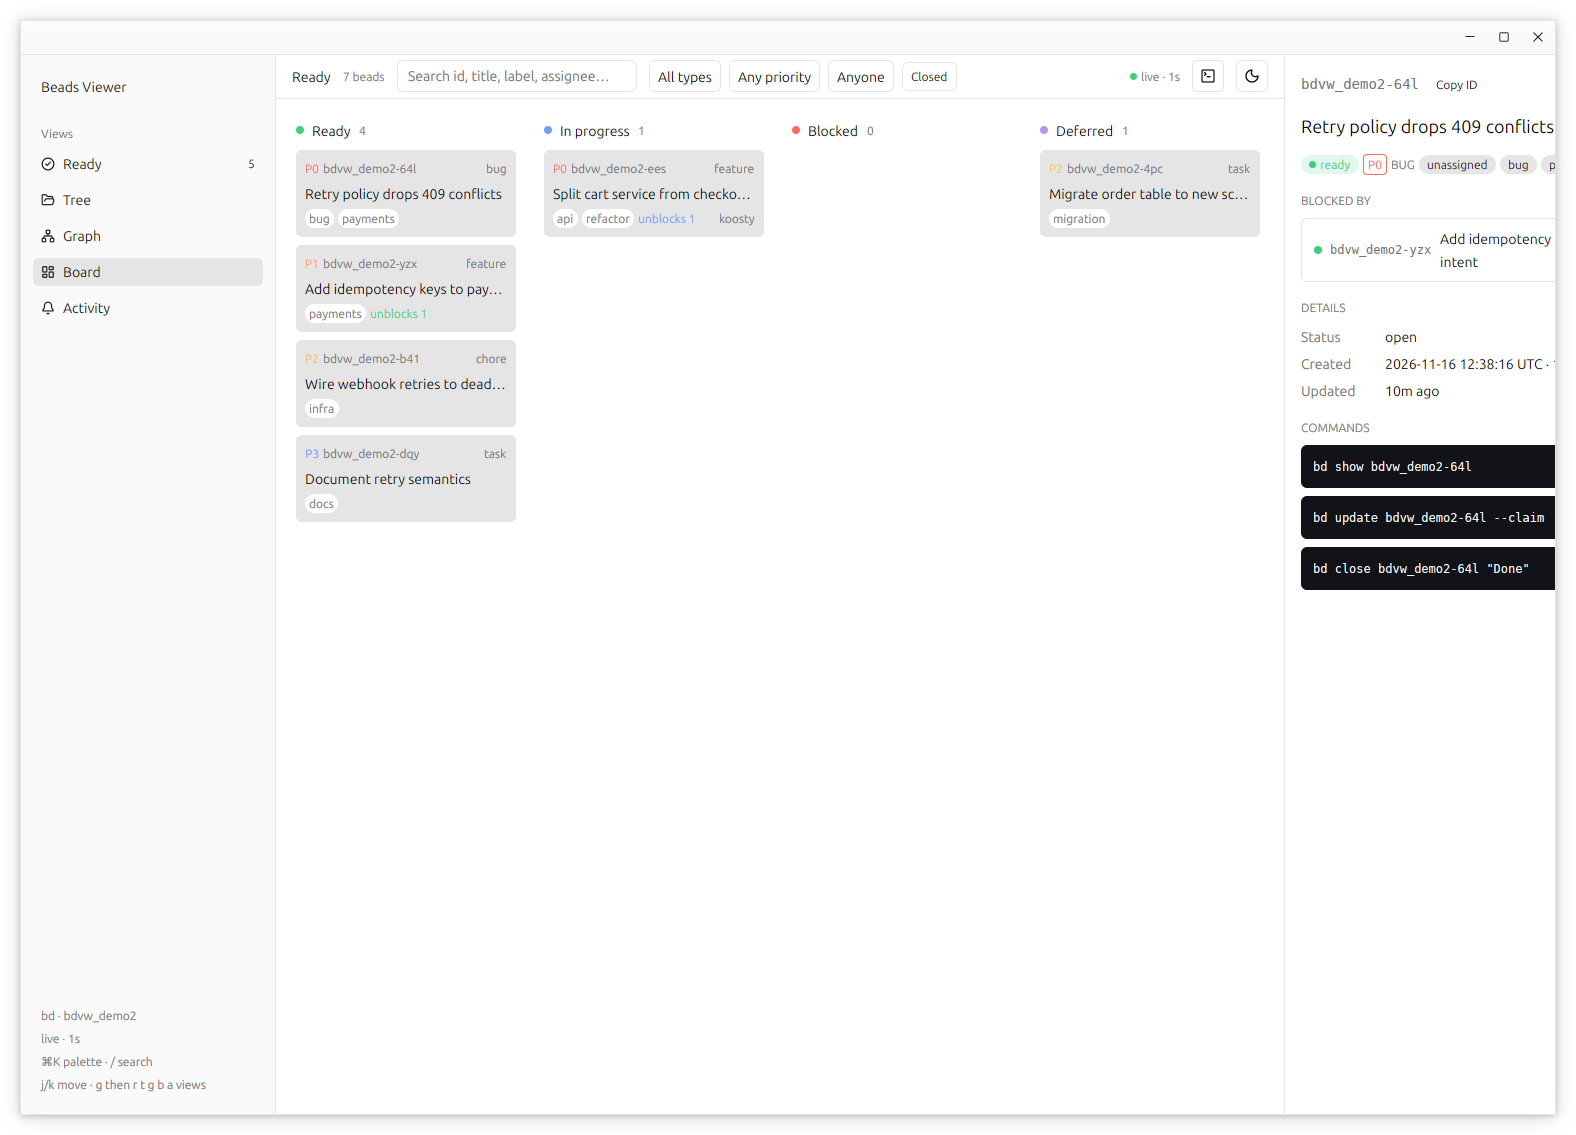 Beads Viewer
Views
Ready 5
Tree
Graph
Board
Activity
bd · bdvw_demo2
live · 1s
⌘K palette · / search
j/k move · g then r t g b a views
Ready 7 beads Search id, title, label, assignee… All types Any priority Anyone Closed live · 1s
Ready 4
P0 bdvw_demo2-64l bug
Retry policy drops 409 conflicts
bug payments
P1 bdvw_demo2-yzx feature
Add idempotency keys to pay…
payments unblocks 1
P2 bdvw_demo2-b41 chore
Wire webhook retries to dead…
infra
P3 bdvw_demo2-dqy task
Document retry semantics
docs
In progress 1
P0 bdvw_demo2-ees feature
Split cart service from checko…
api refactor unblocks 1 koosty
Blocked 0
Deferred 1
P2 bdvw_demo2-4pc task
Migrate order table to new sc…
migration
bdvw_demo2-64l Copy ID
Retry policy drops 409 conflicts
ready P0 BUG unassigned bug p
BLOCKED BY
bdvw_demo2-yzx Add idempotency
intent
DETAILS
Status open
Created 2026-11-16 12:38:16 UTC ·
Updated 10m ago
COMMANDS
bd show bdvw_demo2-64l
bd update bdvw_demo2-64l --claim
bd close bdvw_demo2-64l "Done"